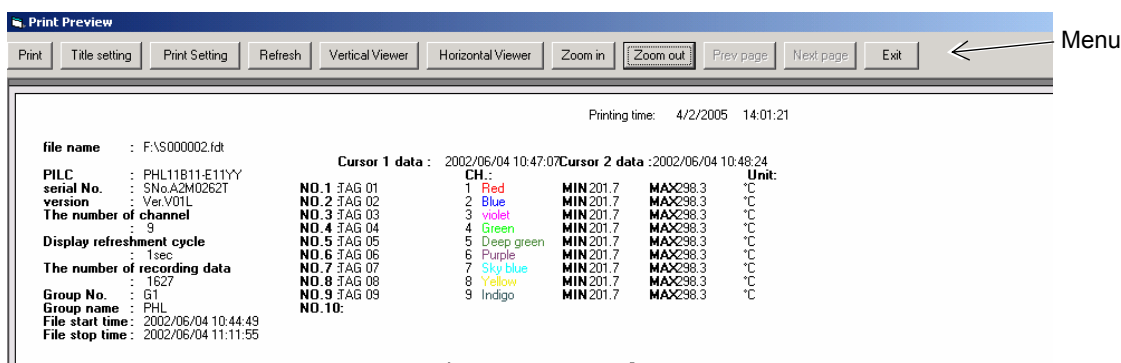 Print Preview
Print Title setting Print Setting Refresh Vertical Viewer Horizontal Viewer Zoom in Zoom out Prev page Next page Exit
Menu
Printing time: 4/2/2005 14:01:21
file name : F:\S000002.fdt
Cursor 1 data : 2002/06/04 10:47:07 Cursor 2 data : 2002/06/04 10:48:24
PILC : PHL11B11-E11YY CH.: Unit:
serial No. : SNo.A2M0262T NO.1 :TAG 01 1 Red MIN 201.7 MAX298.3 °C
version : Ver.V01L NO.2 :TAG 02 2 Blue MIN 201.7 MAX298.3 °C
The number of channel NO.3 :TAG 03 3 violet MIN 201.7 MAX298.3 °C
: 9 NO.4 :TAG 04 4 Green MIN 201.7 MAX298.3 °C
Display refreshment cycle NO.5 :TAG 05 5 Deep green MIN 201.7 MAX298.3 °C
: 1sec NO.6 :TAG 06 6 Purple MIN 201.7 MAX298.3 °C
The number of recording data NO.7 :TAG 07 7 Sky blue MIN 201.7 MAX298.3 °C
: 1627 NO.8 :TAG 08 8 Yellow MIN 201.7 MAX298.3 °C
Group No. : G1 NO.9 :TAG 09 9 Indigo MIN 201.7 MAX298.3 °C
Group name : PHL NO.10:
File start time : 2002/06/04 10:44:49
File stop time : 2002/06/04 11:11:55